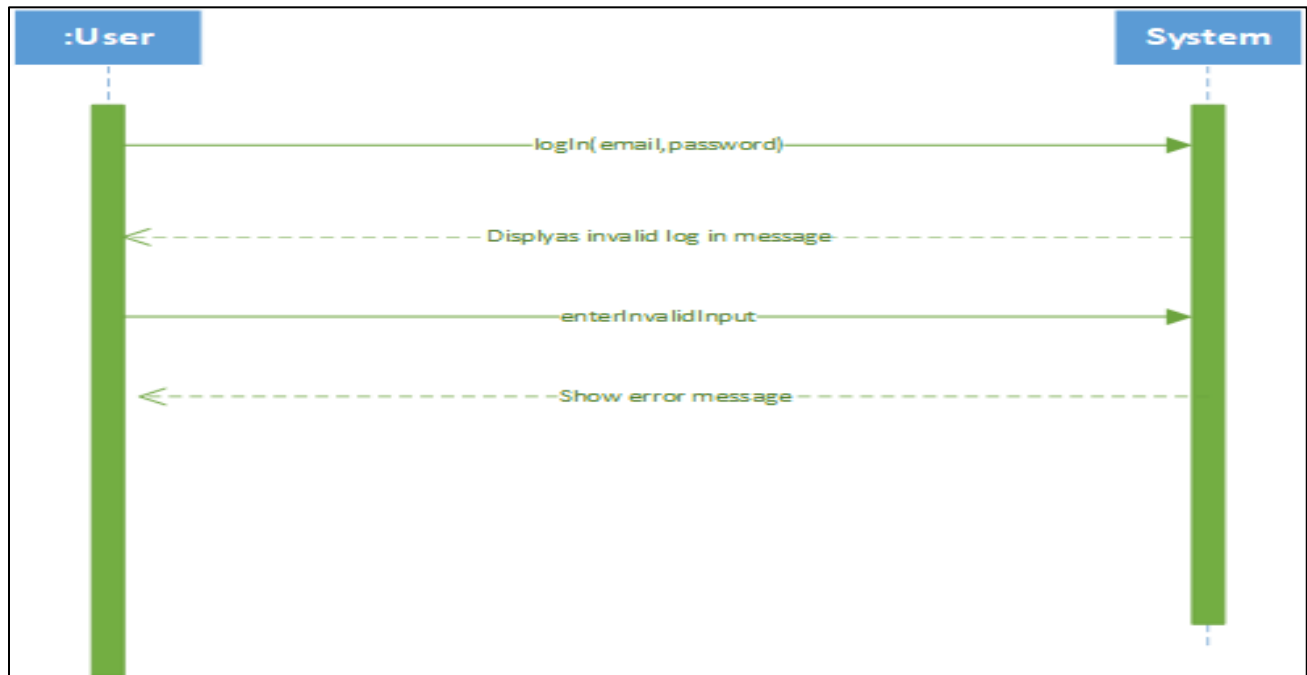 :User
System
logIn(email,password)
Displyas invalid log in message
enterInvalidInput
Show error message